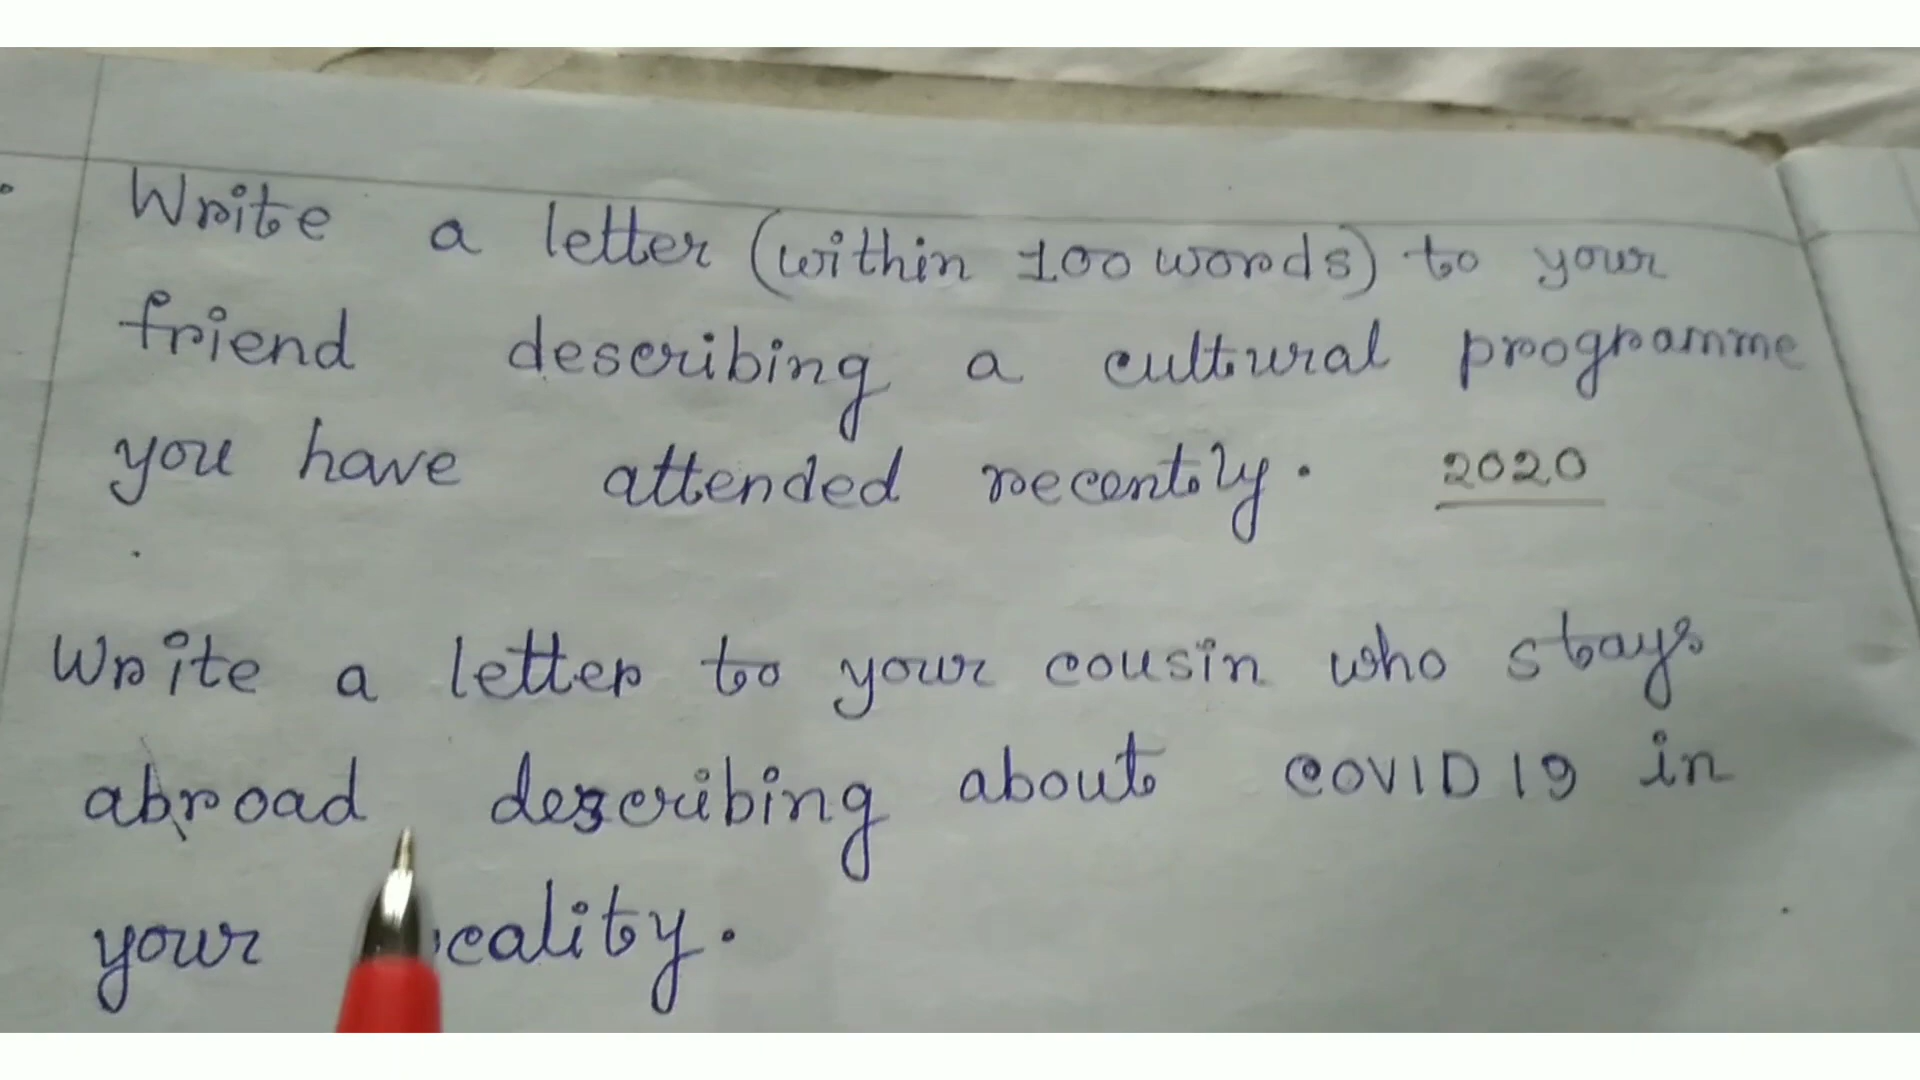 Write a letter (within 100 words) to your
friend describing a cultural programme
you have attended recently. 2020
Write a letter to your cousin who stays
abroad describing about COVID 19 in
your cality.